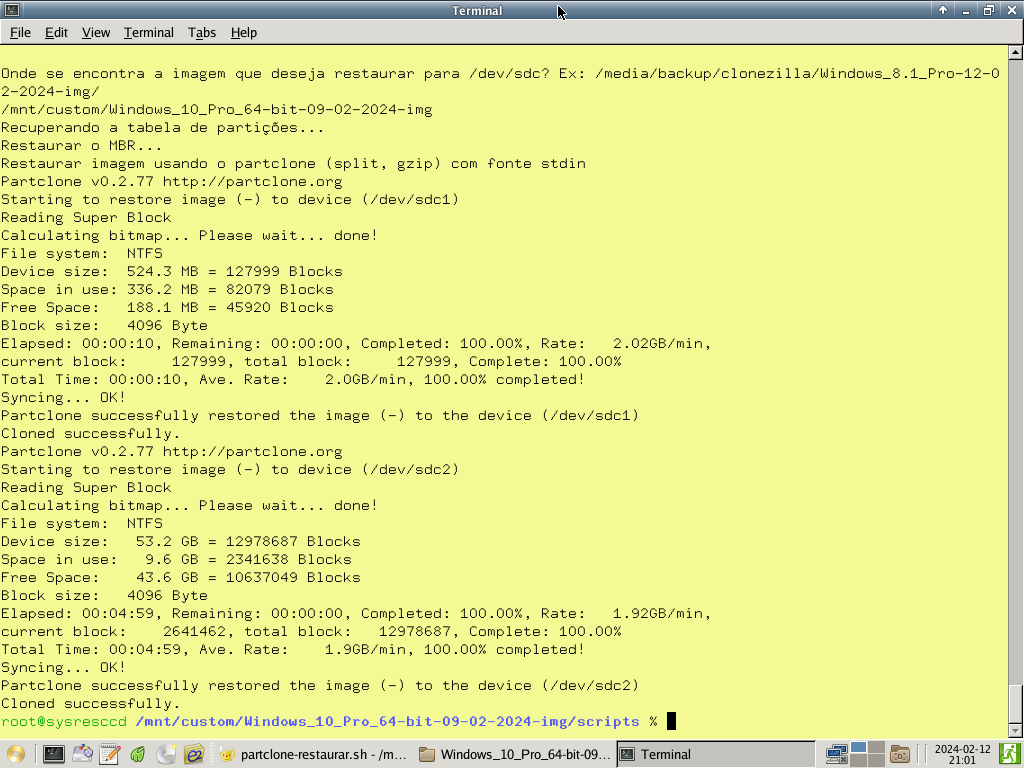 Terminal
File Edit View Terminal Tabs Help
Onde se encontra a imagem que deseja restaurar para /dev/sdc? Ex: /media/backup/clonezilla/Windows_8.1_Pro-12-0
2-2024-img/
/mnt/custom/Windows_10_Pro_64-bit-09-02-2024-img
Recuperando a tabela de partições...
Restaurar o MBR...
Restaurar imagem usando o partclone (split, gzip) com fonte stdin
Partclone v0.2.77 http://partclone.org
Starting to restore image (-) to device (/dev/sdc1)
Reading Super Block
Calculating bitmap... Please wait... done!
File system:  NTFS
Device size:  524.3 MB = 127999 Blocks
Space in use: 336.2 MB = 82079 Blocks
Free Space:   188.1 MB = 45920 Blocks
Block size:   4096 Byte
Elapsed: 00:00:10, Remaining: 00:00:00, Completed: 100.00%, Rate:   2.02GB/min,
current block:     127999, total block:     127999, Complete: 100.00%
Total Time: 00:00:10, Ave. Rate:    2.0GB/min, 100.00% completed!
Syncing... OK!
Partclone successfully restored the image (-) to the device (/dev/sdc1)
Cloned successfully.
Partclone v0.2.77 http://partclone.org
Starting to restore image (-) to device (/dev/sdc2)
Reading Super Block
Calculating bitmap... Please wait... done!
File system:  NTFS
Device size:   53.2 GB = 12978687 Blocks
Space in use:   9.6 GB = 2341638 Blocks
Free Space:    43.6 GB = 10637049 Blocks
Block size:   4096 Byte
Elapsed: 00:04:59, Remaining: 00:00:00, Completed: 100.00%, Rate:   1.92GB/min,
current block:    2641462, total block:   12978687, Complete: 100.00%
Total Time: 00:04:59, Ave. Rate:    1.9GB/min, 100.00% completed!
Syncing... OK!
Partclone successfully restored the image (-) to the device (/dev/sdc2)
Cloned successfully.
root@sysresccd /mnt/custom/Windows_10_Pro_64-bit-09-02-2024-img/scripts %
partclone-restaurar.sh - /m... Windows_10_Pro_64-bit-09... Terminal 2024-02-12
21:01